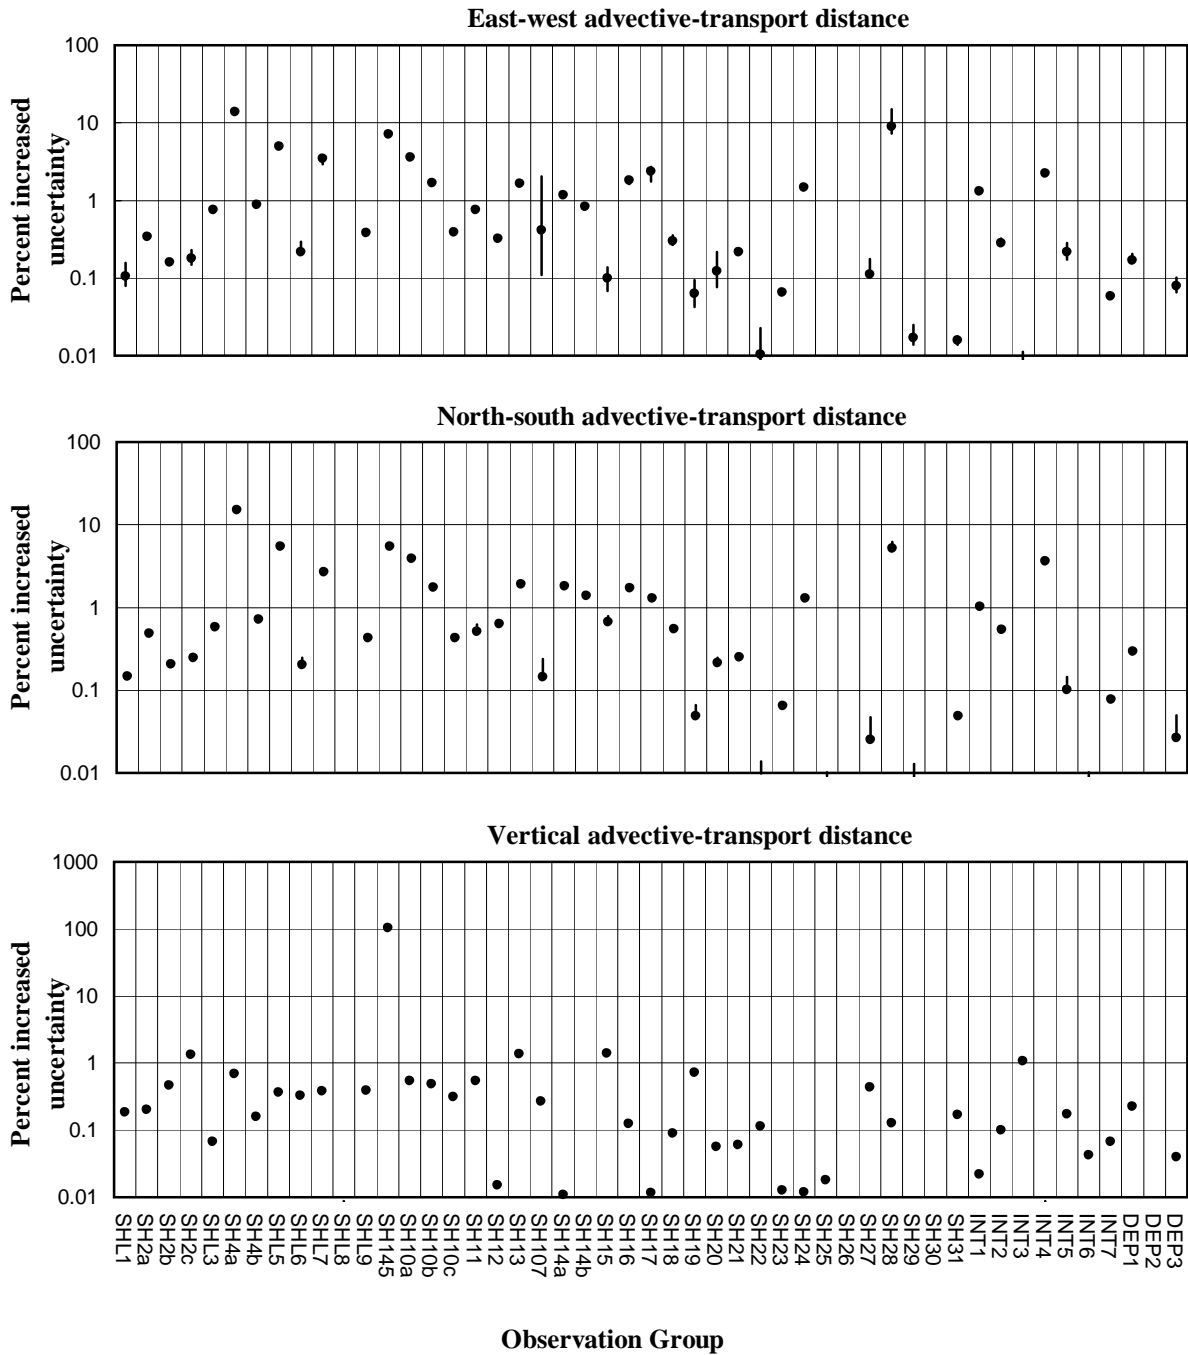 East-west advective-transport distance
Percent increased
uncertainty
100
10
1
0.1
0.01
North-south advective-transport distance
Percent increased
uncertainty
100
10
1
0.1
0.01
Vertical advective-transport distance
Percent increased
uncertainty
1000
100
10
1
0.1
0.01
SHL1
SH2a
SH2b
SH2c
SHL3
SH4a
SH4b
SHL5
SHL6
SHL7
SHL8
SHL9
SH145
SH10a
SH10b
SH10c
SH11
SH12
SH13
SH107
SH14a
SH14b
SH15
SH16
SH17
SH18
SH19
SH20
SH21
SH22
SH23
SH24
SH25
SH26
SH27
SH28
SH29
SH30
SH31
INT1
INT2
INT3
INT4
INT5
INT6
INT7
DEP1
DEP2
DEP3
Observation Group